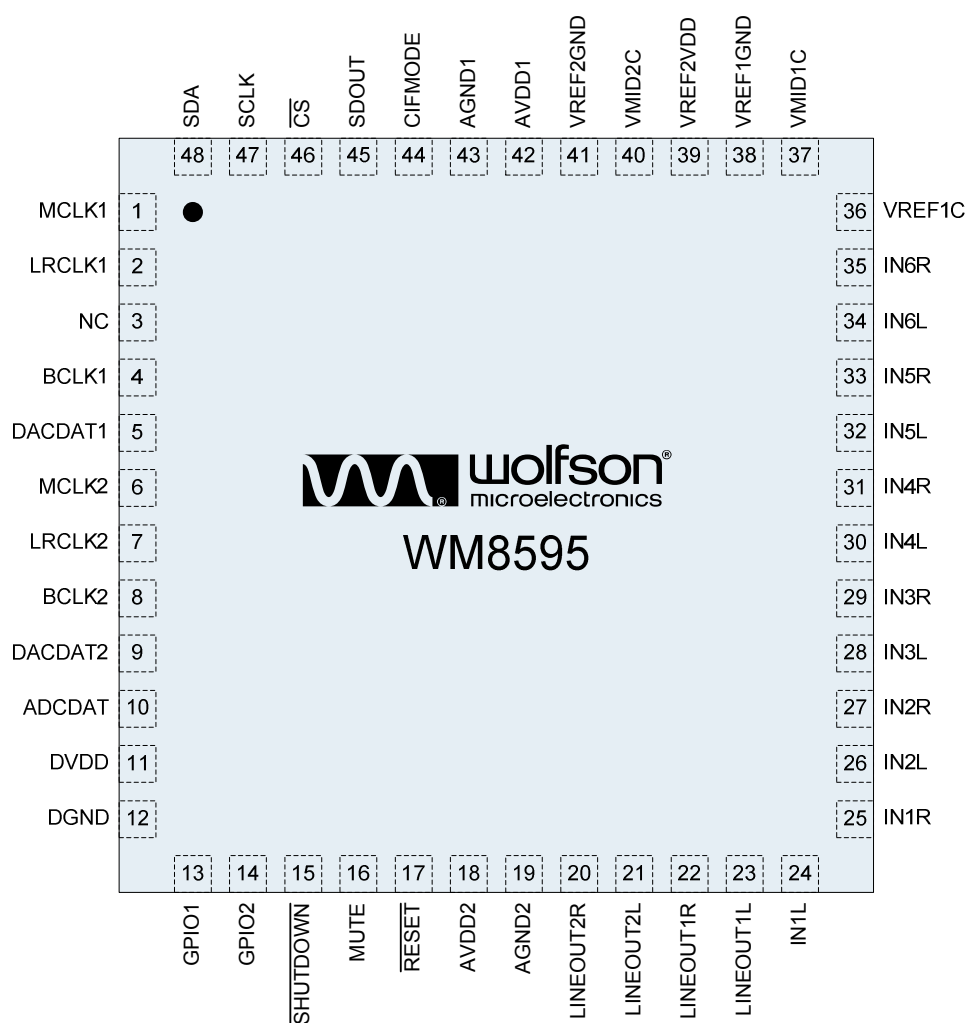 SDA SCLK CS SDOUT CIFMODE AGND1 AVDD1 VREF2GND VMID2C VREF2VDD VREF1GND VMID1C
48 47 46 45 44 43 42 41 40 39 38 37
MCLK1 1 36 VREF1C
LRCLK1 2 35 IN6R
NC 3 34 IN6L
BCLK1 4 33 IN5R
DACDAT1 5 32 IN5L
MCLK2 6 31 IN4R
LRCLK2 7 30 IN4L
BCLK2 8 29 IN3R
DACDAT2 9 28 IN3L
ADCDAT 10 27 IN2R
DVDD 11 26 IN2L
DGND 12 25 IN1R
® wolfson®
microelectronics
WM8595
13 14 15 16 17 18 19 20 21 22 23 24
GPIO1 GPIO2 SHUTDOWN MUTE RESET AVDD2 AGND2 LINEOUT2R LINEOUT2L LINEOUT1R LINEOUT1L IN1L